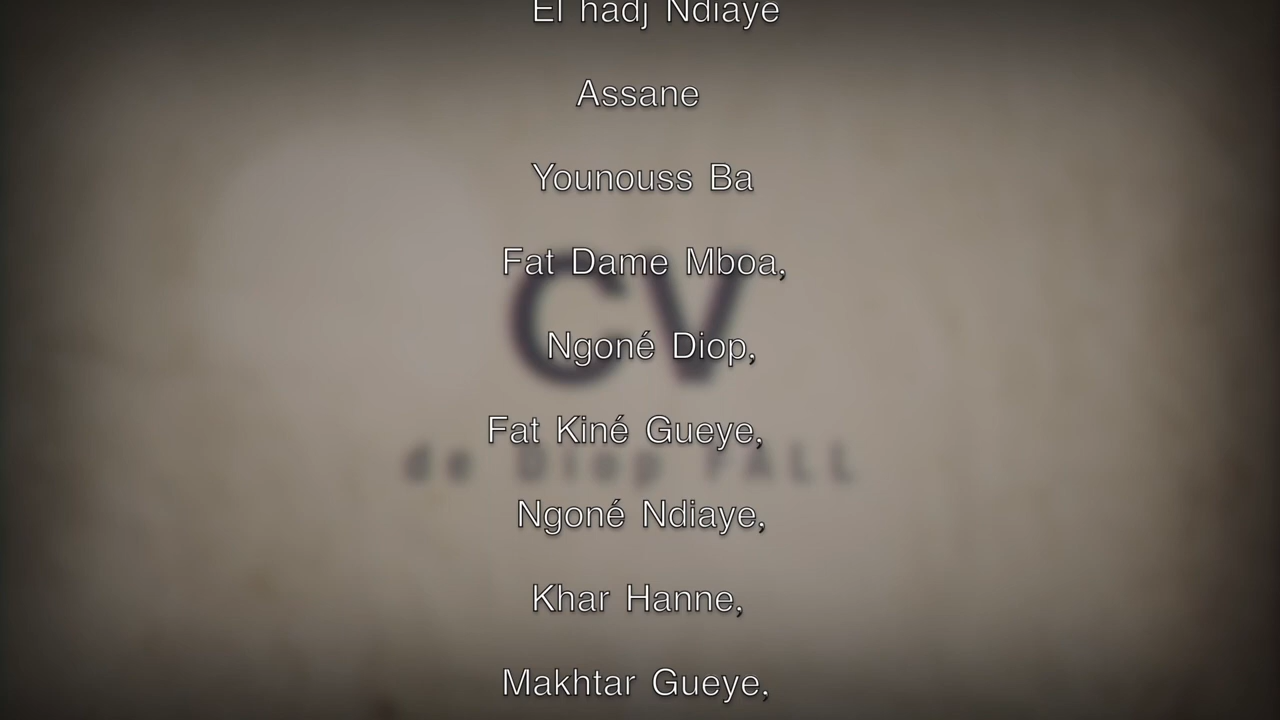 El hadj Ndiaye
Assane
Younouss Ba
Fat Dame Mboa,
CV
Ngoné Diop,
Fat Kiné Gueye,
de Diop FALL
Ngoné Ndiaye,
Khar Hanne,
Makhtar Gueye,